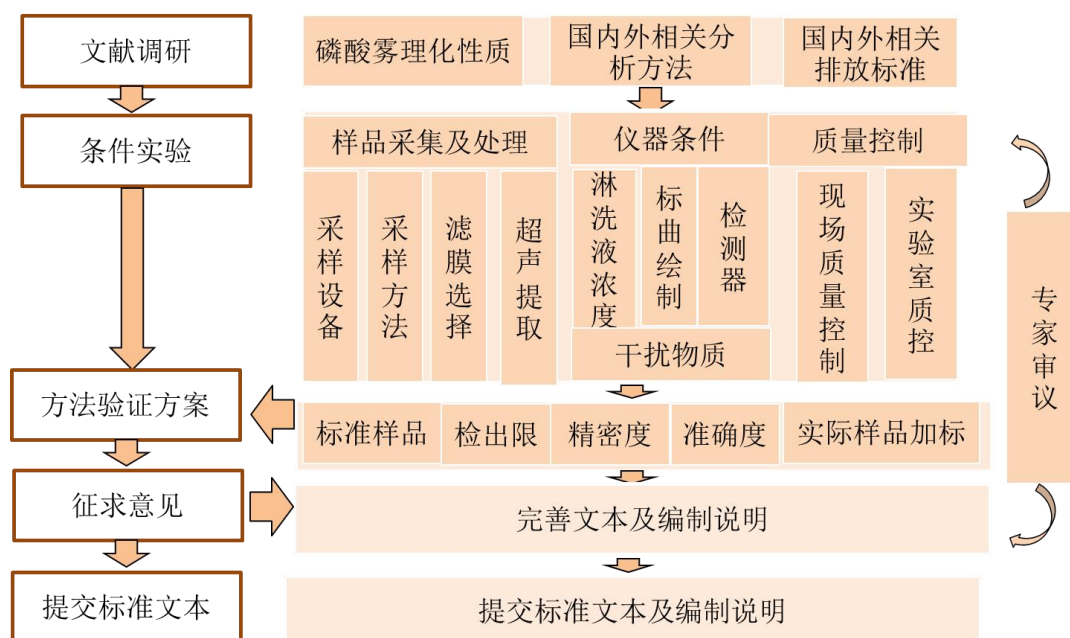 文献调研
磷酸雾理化性质
国内外相关分
析方法
国内外相关
排放标准
条件实验
样品采集及处理
仪器条件
质量控制
采样设备
采样方法
滤膜选择
超声提取
淋洗液浓度
标曲绘制
检测器
现场质量控制
实验室质控
干扰物质
专家审议
方法验证方案
标准样品
检出限
精密度
准确度
实际样品加标
征求意见
完善文本及编制说明
提交标准文本
提交标准文本及编制说明